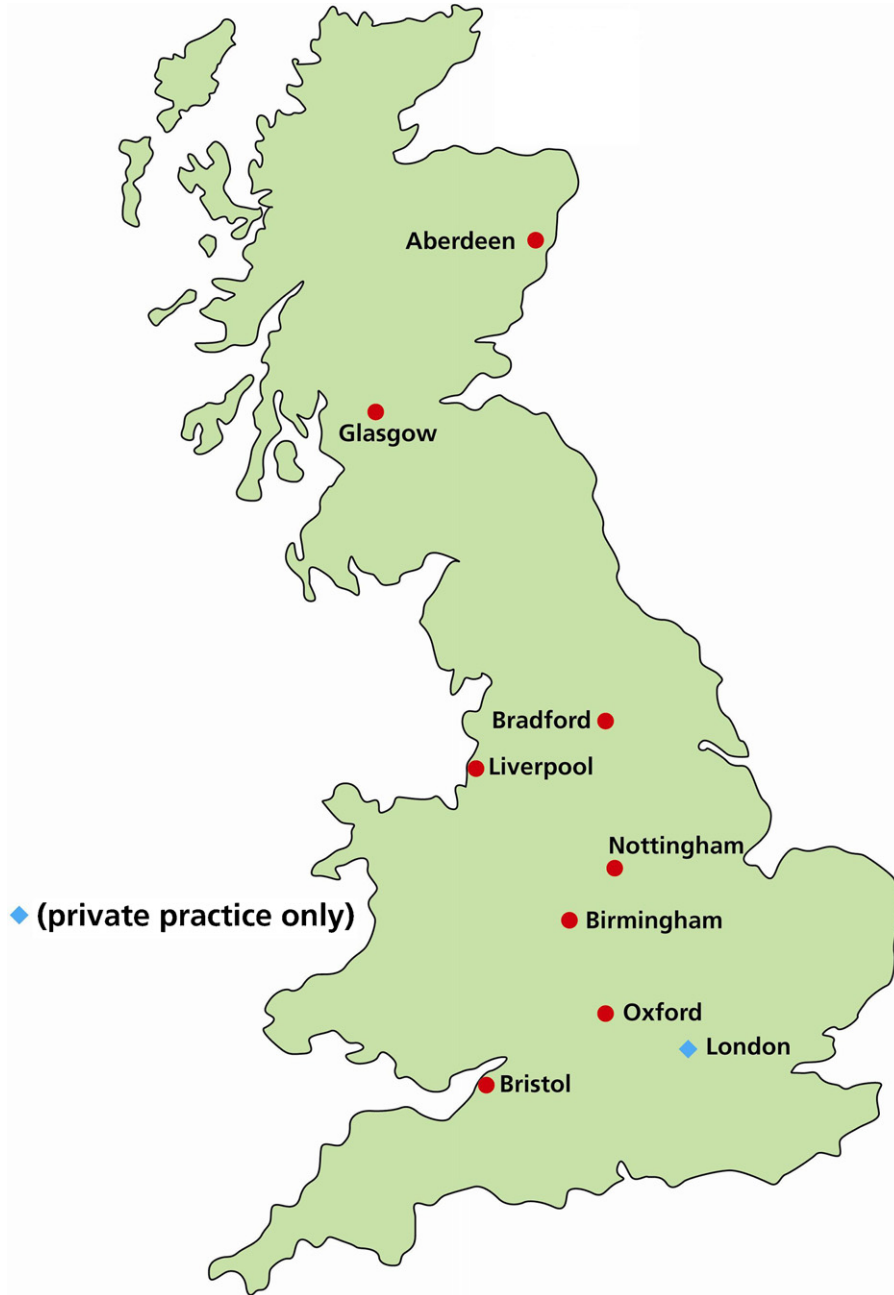 Aberdeen
Glasgow
Bradford
Liverpool
Nottingham
(private practice only)
Birmingham
Oxford
London
Bristol